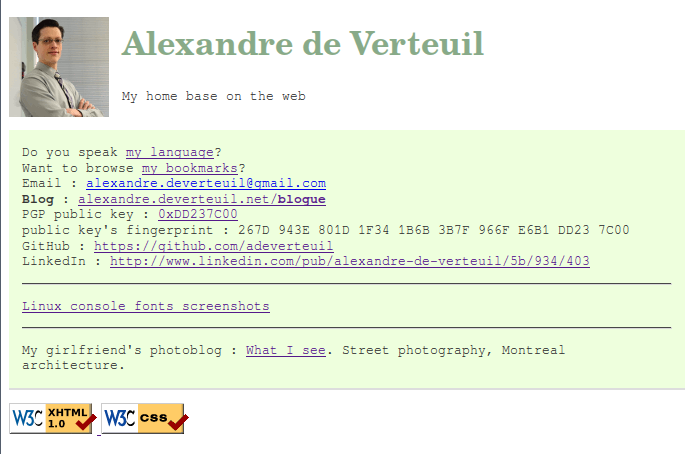 Alexandre de Verteuil
My home base on the web
Do you speak my language?
Want to browse my bookmarks?
Email : alexandre.deverteuil@gmail.com
Blog : alexandre.deverteuil.net/blogue
PGP public key : 0xDD237C00
public key's fingerprint : 267D 943E 801D 1F34 1B6B 3B7F 966F E6B1 DD23 7C00
GitHub : https://github.com/adeverteuil
LinkedIn : http://www.linkedin.com/pub/alexandre-de-verteuil/5b/934/403
Linux console fonts screenshots
My girlfriend's photoblog : What I see. Street photography, Montreal
architecture.
W3C XHTML 1.0 W3C css